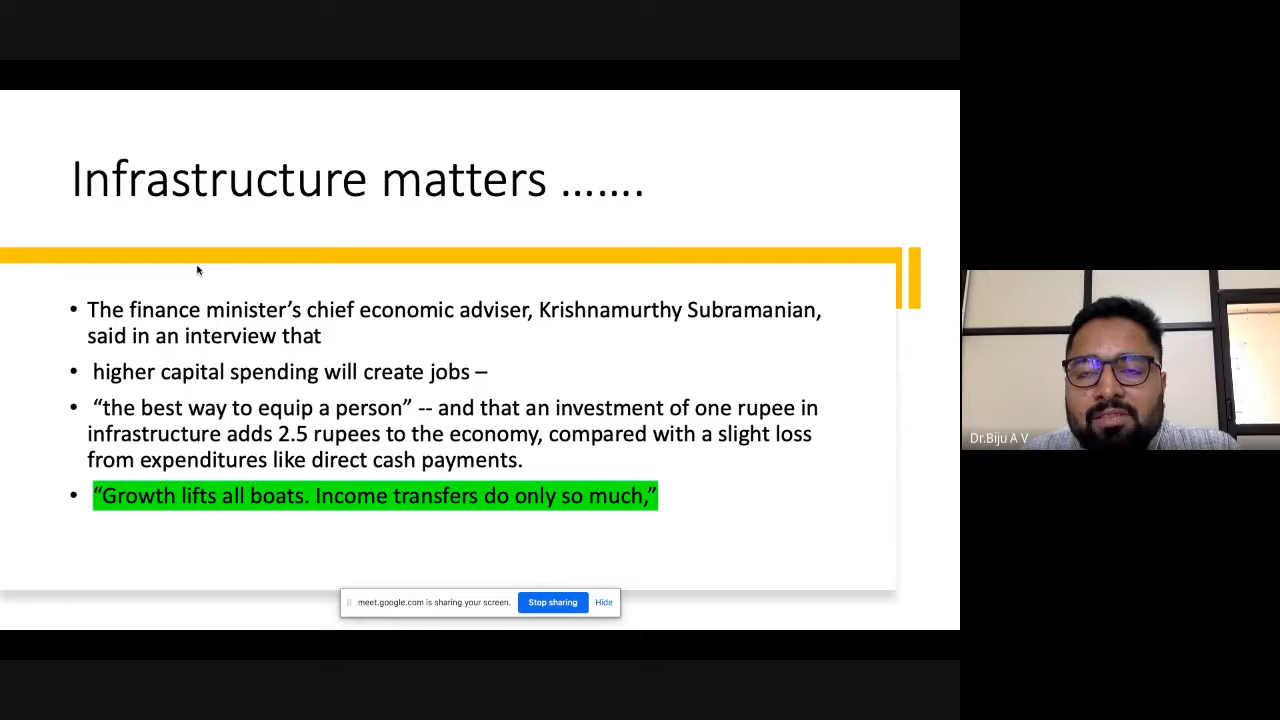 Infrastructure matters …….
• The finance minister’s chief economic adviser, Krishnamurthy Subramanian,
said in an interview that
• higher capital spending will create jobs –
• “the best way to equip a person” -- and that an investment of one rupee in
infrastructure adds 2.5 rupees to the economy, compared with a slight loss
from expenditures like direct cash payments.
• “Growth lifts all boats. Income transfers do only so much,”
meet.google.com is sharing your screen. Stop sharing Hide
Dr.Biju A V